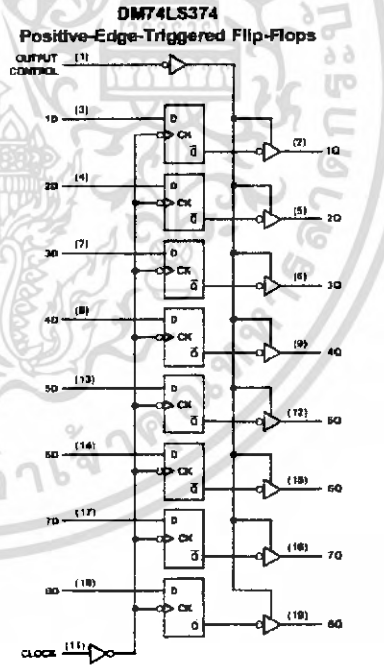 DM74LS374
Positive-Edge-Triggered Flip-Flops
OUTPUT CONTROL (1)
1D (3) D CK Q̅ (2) 1Q
2D (4) D CK Q̅ (5) 2Q
3D (7) D CK Q̅ (6) 3Q
4D (8) D CK Q̅ (9) 4Q
5D (13) D CK Q̅ (12) 5Q
6D (14) D CK Q̅ (15) 6Q
7D (17) D CK Q̅ (16) 7Q
8D (18) D CK Q̅ (19) 8Q
CLOCK (11)